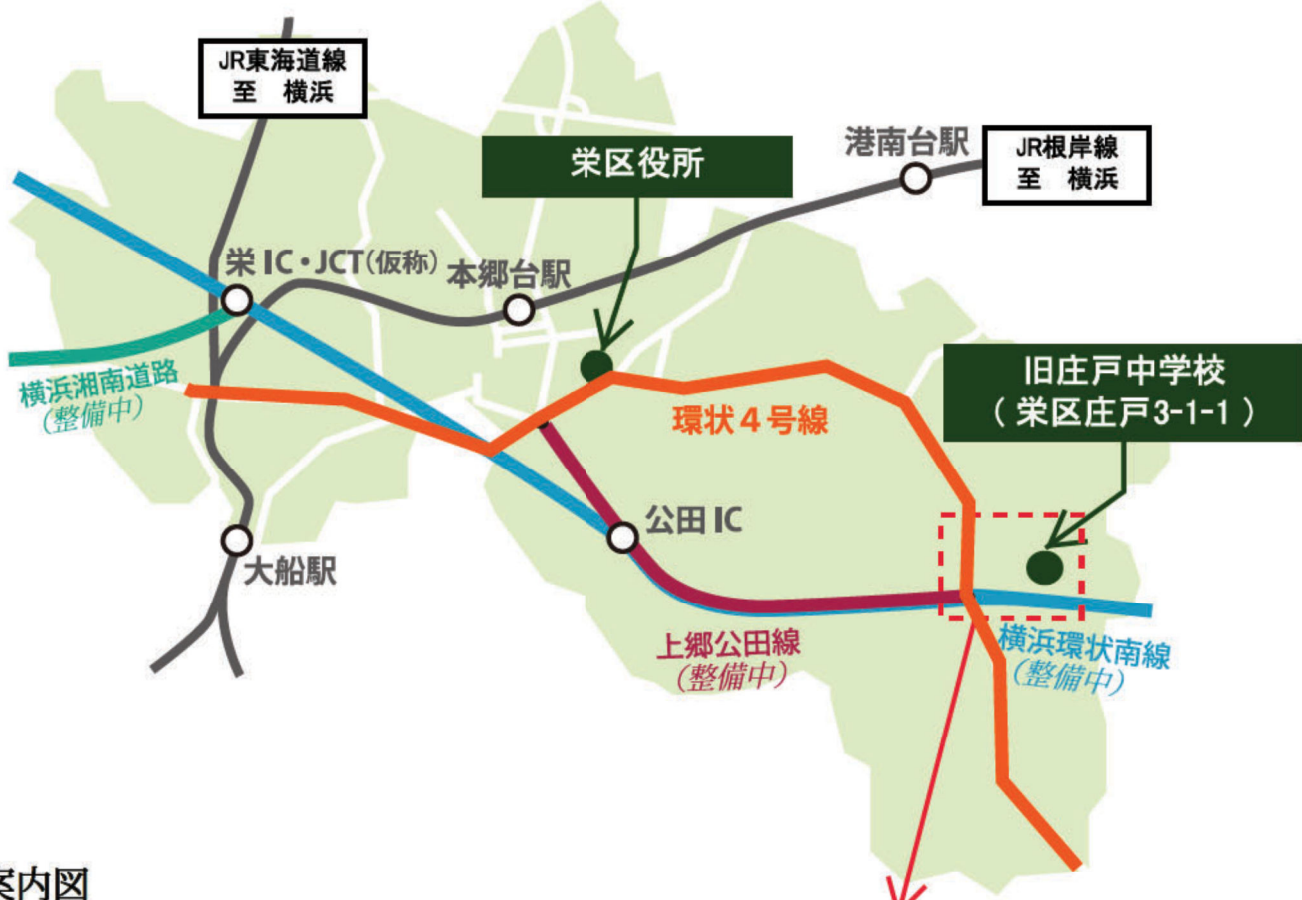 JR東海道線
至　横浜
栄区役所
港南台駅
JR根岸線
至　横浜
栄IC・JCT(仮称)
本郷台駅
横浜湘南道路
(整備中)
環状4号線
旧庄戸中学校
( 栄区庄戸3-1-1 )
公田IC
大船駅
上郷公田線
(整備中)
横浜環状南線
(整備中)
案内図